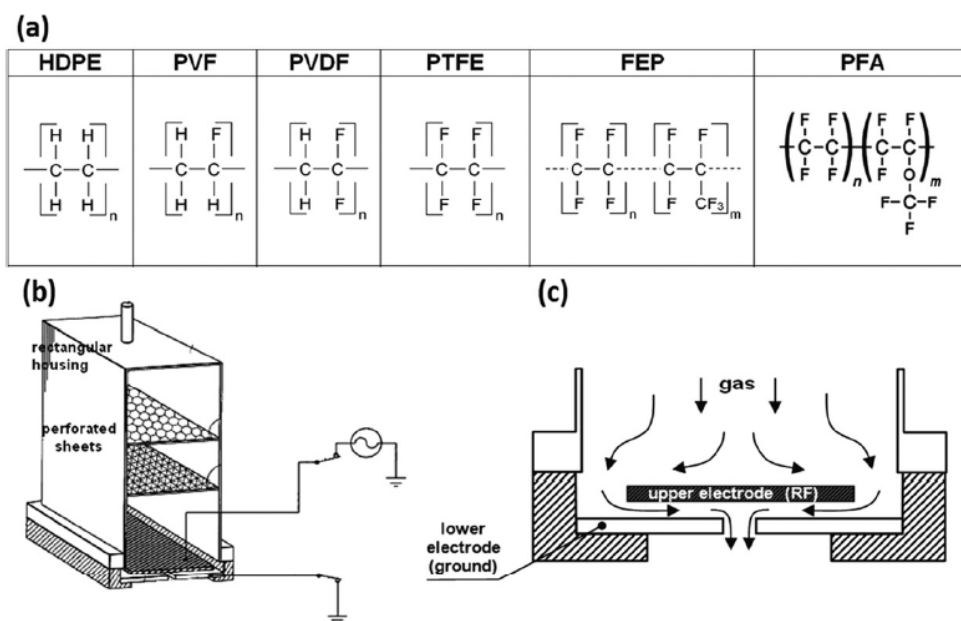 (a)
HDPE PVF PVDF PTFE FEP PFA
H H H F H F F F F F F F F F F F
C C C C C C C C C C C C C C C C
H H H H H F F F F F F CF₃ F F F O
n n n n n m n m
F C F
F
(b)
rectangular
housing
perforated
sheets
(c)
gas
upper electrode (RF)
lower
electrode
(ground)